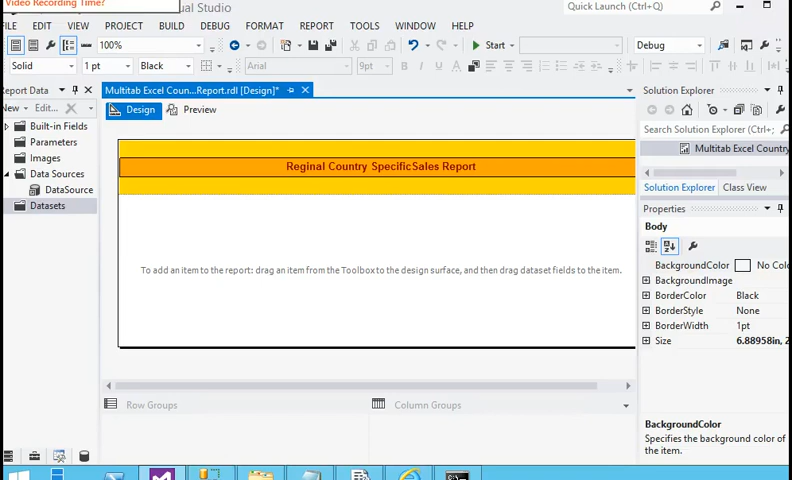 Video Recording Time?
ual Studio
Quick Launch (Ctrl+Q)
FILE EDIT VIEW PROJECT BUILD DEBUG FORMAT REPORT TOOLS WINDOW HELP
100% Start Debug
Solid 1 pt Black Arial 9pt
Report Data
Multitab Excel Coun...Report.rdl [Design]*
Solution Explorer
New Edit...
Design Preview
Built-in Fields
Parameters
Images
Data Sources
DataSource
Datasets
Reginal Country SpecificSales Report
To add an item to the report: drag an item from the Toolbox to the design surface, and then drag dataset fields to the item.
Row Groups Column Groups
Search Solution Explorer (Ctrl+;)
Multitab Excel Country
Solution Explorer Class View
Properties
Body
BackgroundColor No Colo
BackgroundImage
BorderColor Black
BorderStyle None
BorderWidth 1pt
Size 6.88958in, 2
BackgroundColor
Specifies the background color of the item.